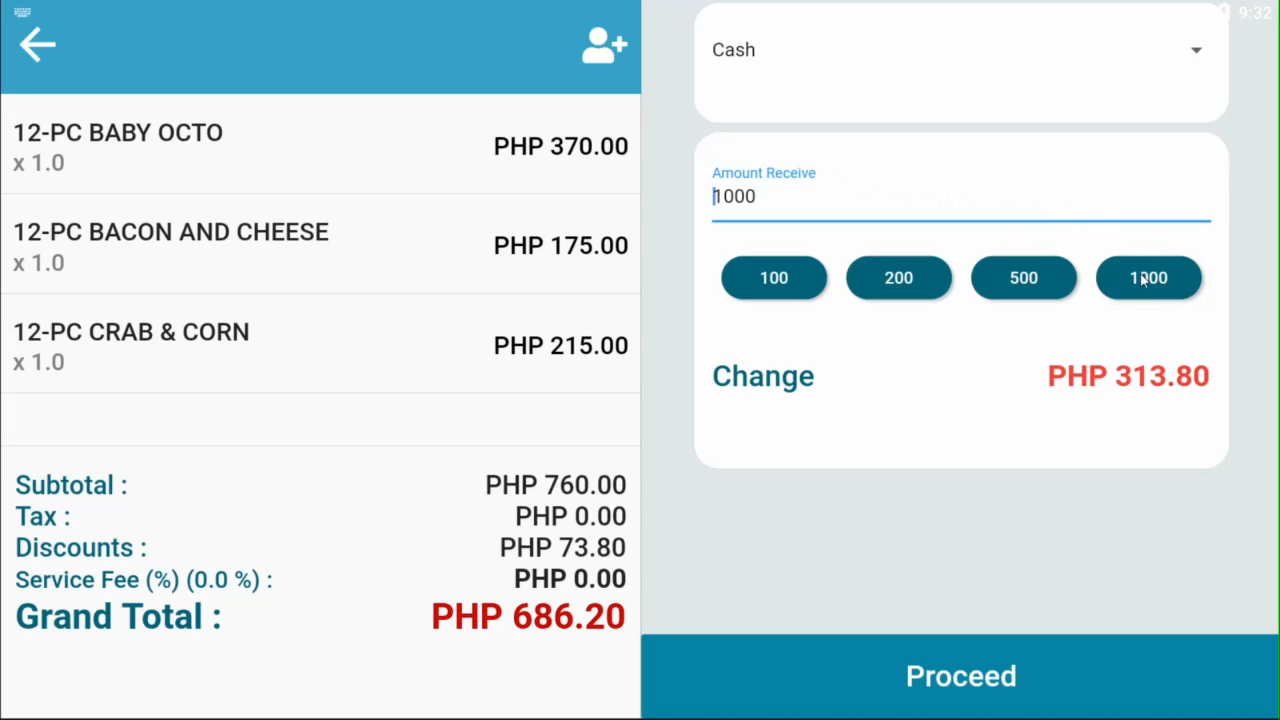 9:32
12-PC BABY OCTO
x 1.0
PHP 370.00
12-PC BACON AND CHEESE
x 1.0
PHP 175.00
12-PC CRAB & CORN
x 1.0
PHP 215.00
Subtotal : PHP 760.00
Tax : PHP 0.00
Discounts : PHP 73.80
Service Fee (%) (0.0 %) : PHP 0.00
Grand Total : PHP 686.20
Cash
Amount Receive
1000
100 200 500 1000
Change PHP 313.80
Proceed